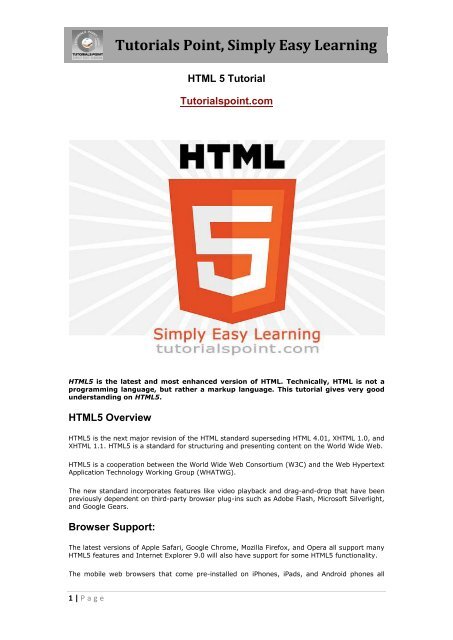 Tutorials Point, Simply Easy Learning
TUTORIALSPOINT
HTML 5 Tutorial
Tutorialspoint.com
HTML
5
Simply Easy Learning
tutorialspoint.com
HTML5 is the latest and most enhanced version of HTML. Technically, HTML is not a
programming language, but rather a markup language. This tutorial gives very good
understanding on HTML5.
HTML5 Overview
HTML5 is the next major revision of the HTML standard superseding HTML 4.01, XHTML 1.0, and
XHTML 1.1. HTML5 is a standard for structuring and presenting content on the World Wide Web.
HTML5 is a cooperation between the World Wide Web Consortium (W3C) and the Web Hypertext
Application Technology Working Group (WHATWG).
The new standard incorporates features like video playback and drag-and-drop that have been
previously dependent on third-party browser plug-ins such as Adobe Flash, Microsoft Silverlight,
and Google Gears.
Browser Support:
The latest versions of Apple Safari, Google Chrome, Mozilla Firefox, and Opera all support many
HTML5 features and Internet Explorer 9.0 will also have support for some HTML5 functionality.
The mobile web browsers that come pre-installed on iPhones, iPads, and Android phones all
1 | Page